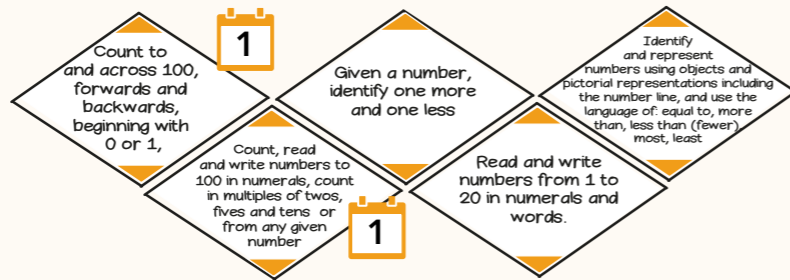 Count to
and across 100,
forwards and
backwards,
beginning with
0 or 1,
1
Given a number,
identify one more
and one less
Identify
and represent
numbers using objects and
pictorial representations including
the number line, and use the
language of: equal to, more
than, less than (fewer),
most, least
Count, read
and write numbers to
100 in numerals, count
in multiples of twos,
fives and tens or
from any given
number
1
Read and write
numbers from 1 to
20 in numerals and
words.